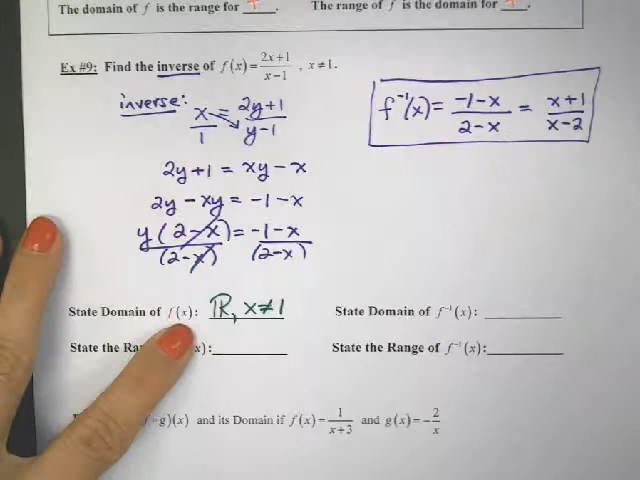 The domain of f is the range for
The range of f is the domain for
Ex #9: Find the inverse of f(x) = (2x+1)/(x−1) , x ≠ 1.
inverse: x/1 = (2y+1)/(y−1)
2y+1 = xy − x
2y − xy = −1 − x
y(2−x)/(2−x) = (−1−x)/(2−x)
f⁻¹(x) = (−1−x)/(2−x) = (x+1)/(x−2)
State Domain of f(x): ℝ, x≠1
State Domain of f⁻¹(x):
State the x):
State the Range of f⁻¹(x):
g)(x) and its Domain if f(x) = 1/(x+3) and g(x) = −2/x